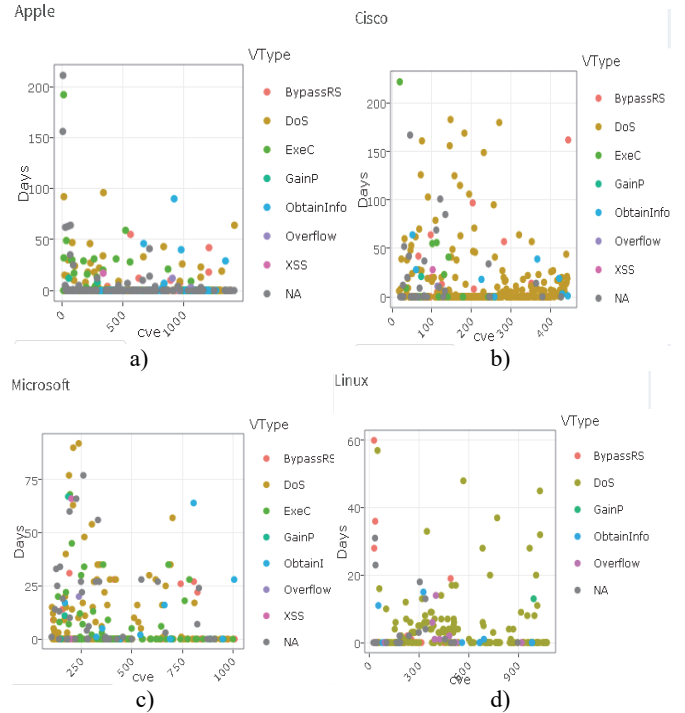 Apple
VType
200
150
100
50
0
Days
0
500
1000
cve
BypassRS
DoS
ExeC
GainP
ObtainInfo
Overflow
XSS
NA
a)
Cisco
VType
200
150
100
50
0
Days
0
100
200
300
400
cve
BypassRS
DoS
ExeC
GainP
ObtainInfo
Overflow
XSS
NA
b)
Microsoft
VType
75
50
25
0
Days
250
500
750
1000
cve
BypassRS
DoS
ExeC
GainP
ObtainI
Overflow
XSS
NA
c)
Linux
VType
60
40
20
0
Days
0
300
600
900
cve
BypassRS
DoS
GainP
ObtainInfo
Overflow
NA
d)